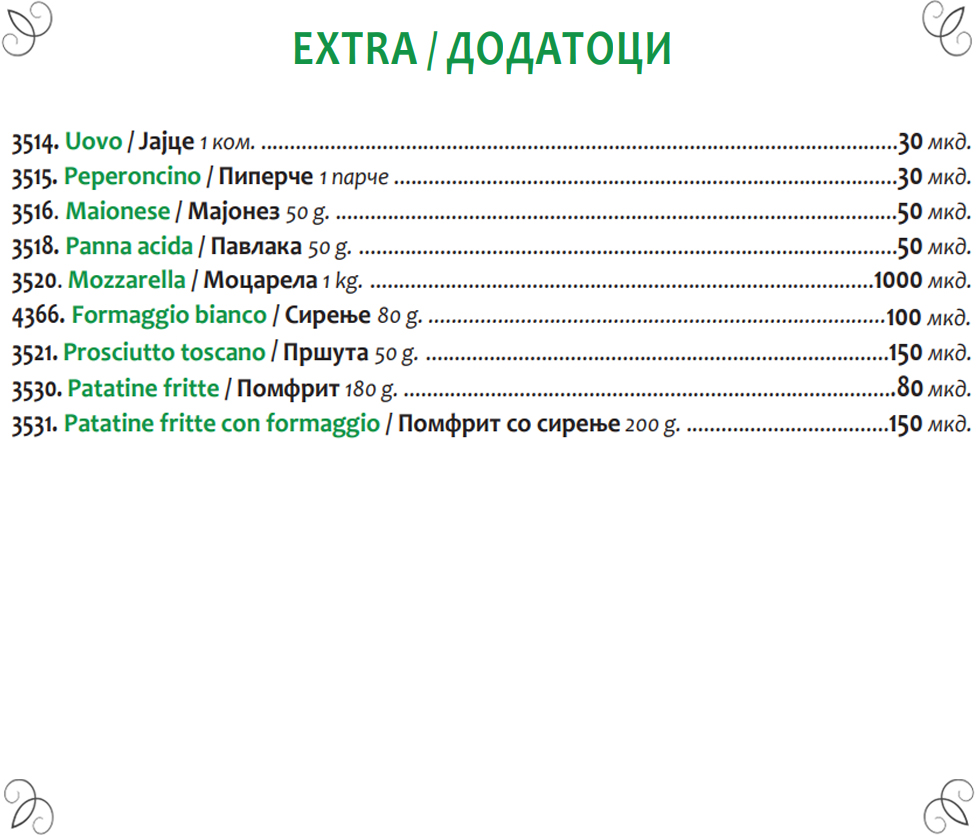 EXTRA / ДОДАТОЦИ
3514. Uovo / Јајце 1 ком. ..........30 мкд.
3515. Peperoncino / Пиперче 1 парче ..........30 мкд.
3516. Maionese / Мајонез 50 g. ..........50 мкд.
3518. Panna acida / Павлака 50 g. ..........50 мкд.
3520. Mozzarella / Моцарела 1 kg. ..........1000 мкд.
4366. Formaggio bianco / Сирење 80 g. ..........100 мкд.
3521. Prosciutto toscano / Пршута 50 g. ..........150 мкд.
3530. Patatine fritte / Помфрит 180 g. ..........80 мкд.
3531. Patatine fritte con formaggio / Помфрит со сирење 200 g. ..........150 мкд.